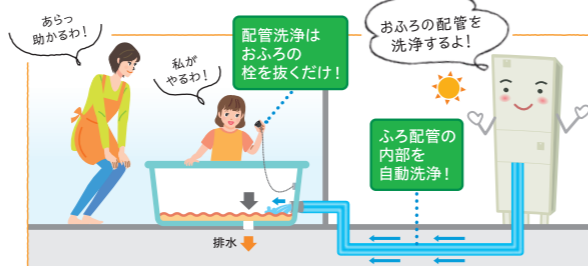 あらっ
助かるわ！
私が
やるわ！
配管洗浄は
おふろの
栓を抜くだけ！
おふろの配管を
洗浄するよ！
ふろ配管の
内部を
自動洗浄！
排水